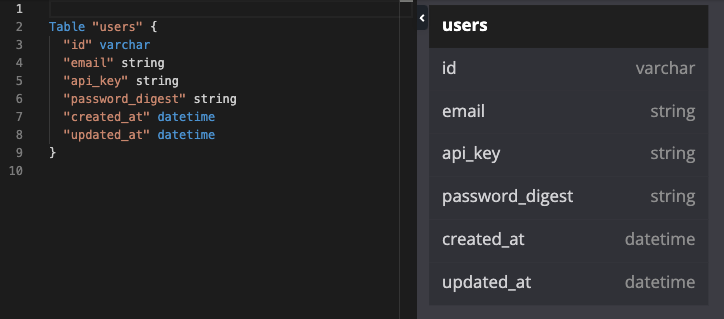 1
2 Table "users" {
3 "id" varchar
4 "email" string
5 "api_key" string
6 "password_digest" string
7 "created_at" datetime
8 "updated_at" datetime
9 }
10
users
id varchar
email string
api_key string
password_digest string
created_at datetime
updated_at datetime